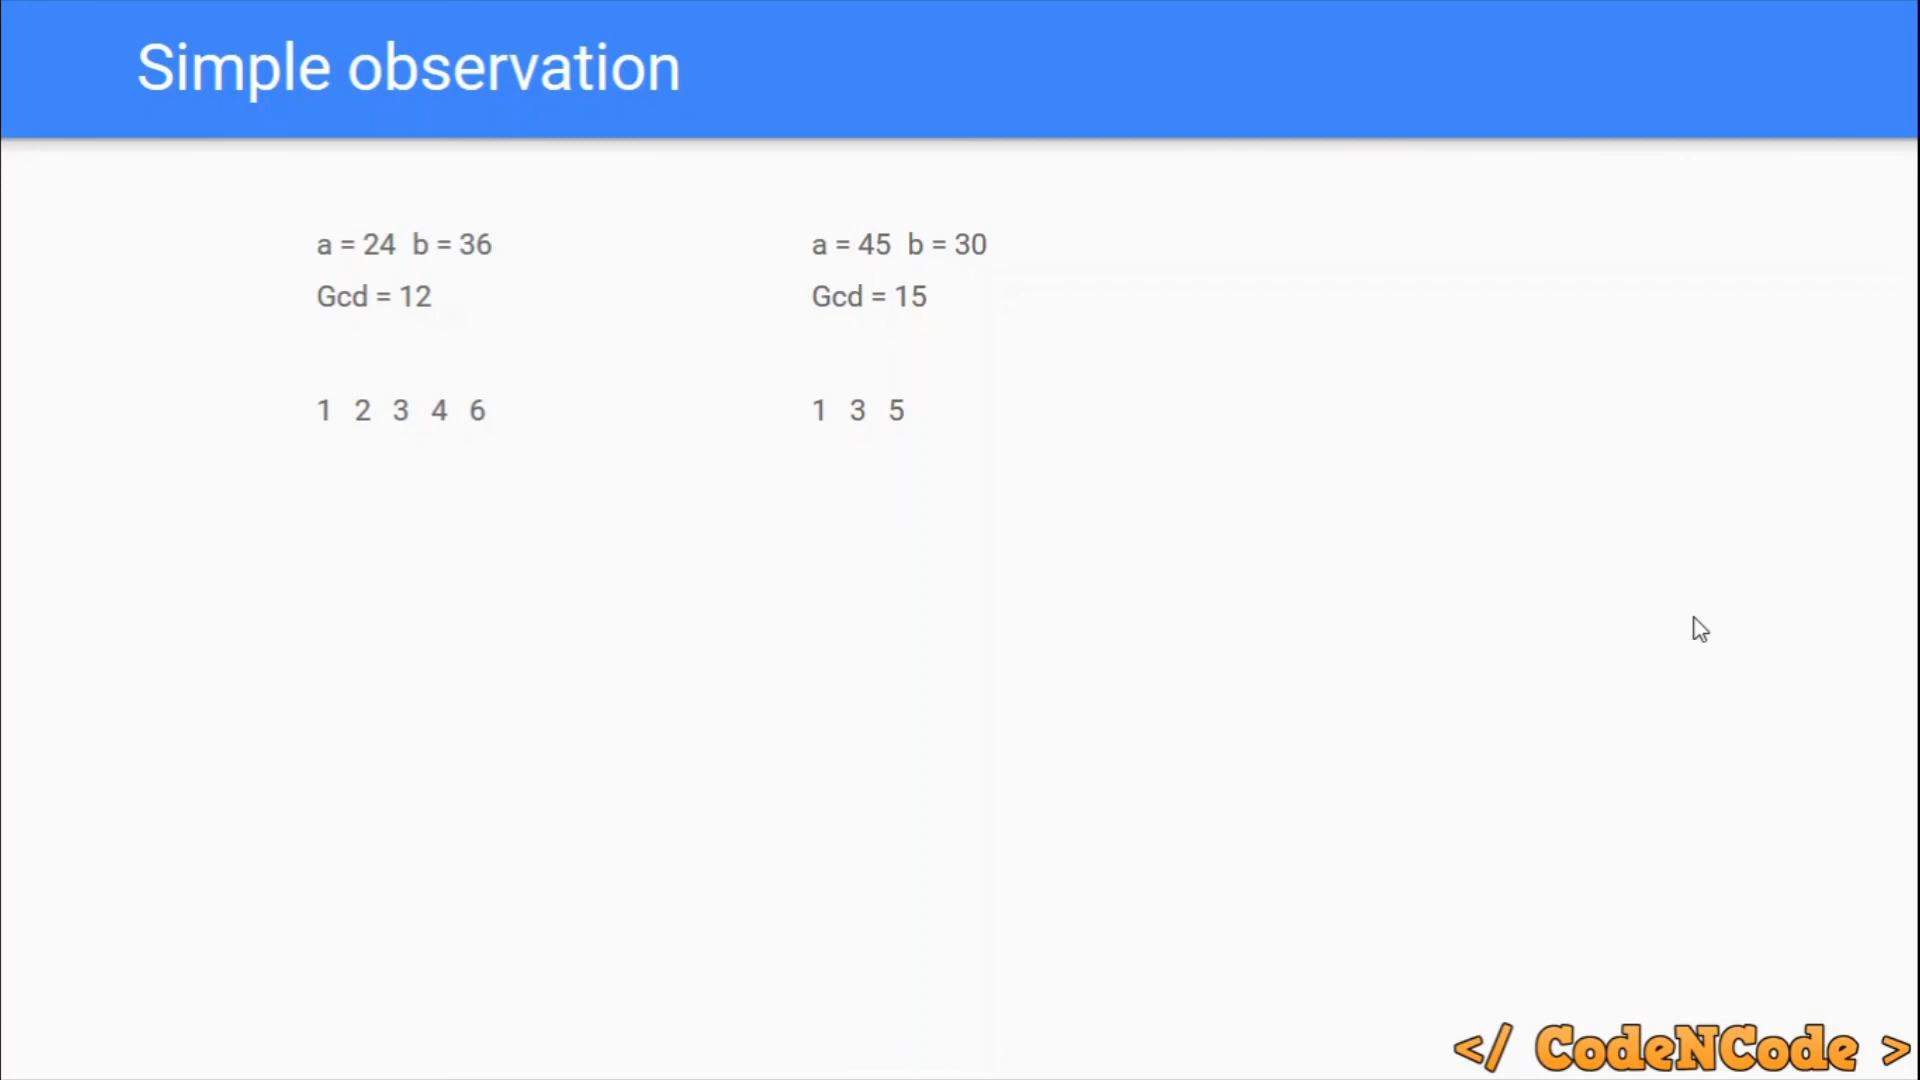 Simple observation
a = 24 b = 36
Gcd = 12
1 2 3 4 6
a = 45 b = 30
Gcd = 15
1 3 5
</ CodeNCode >